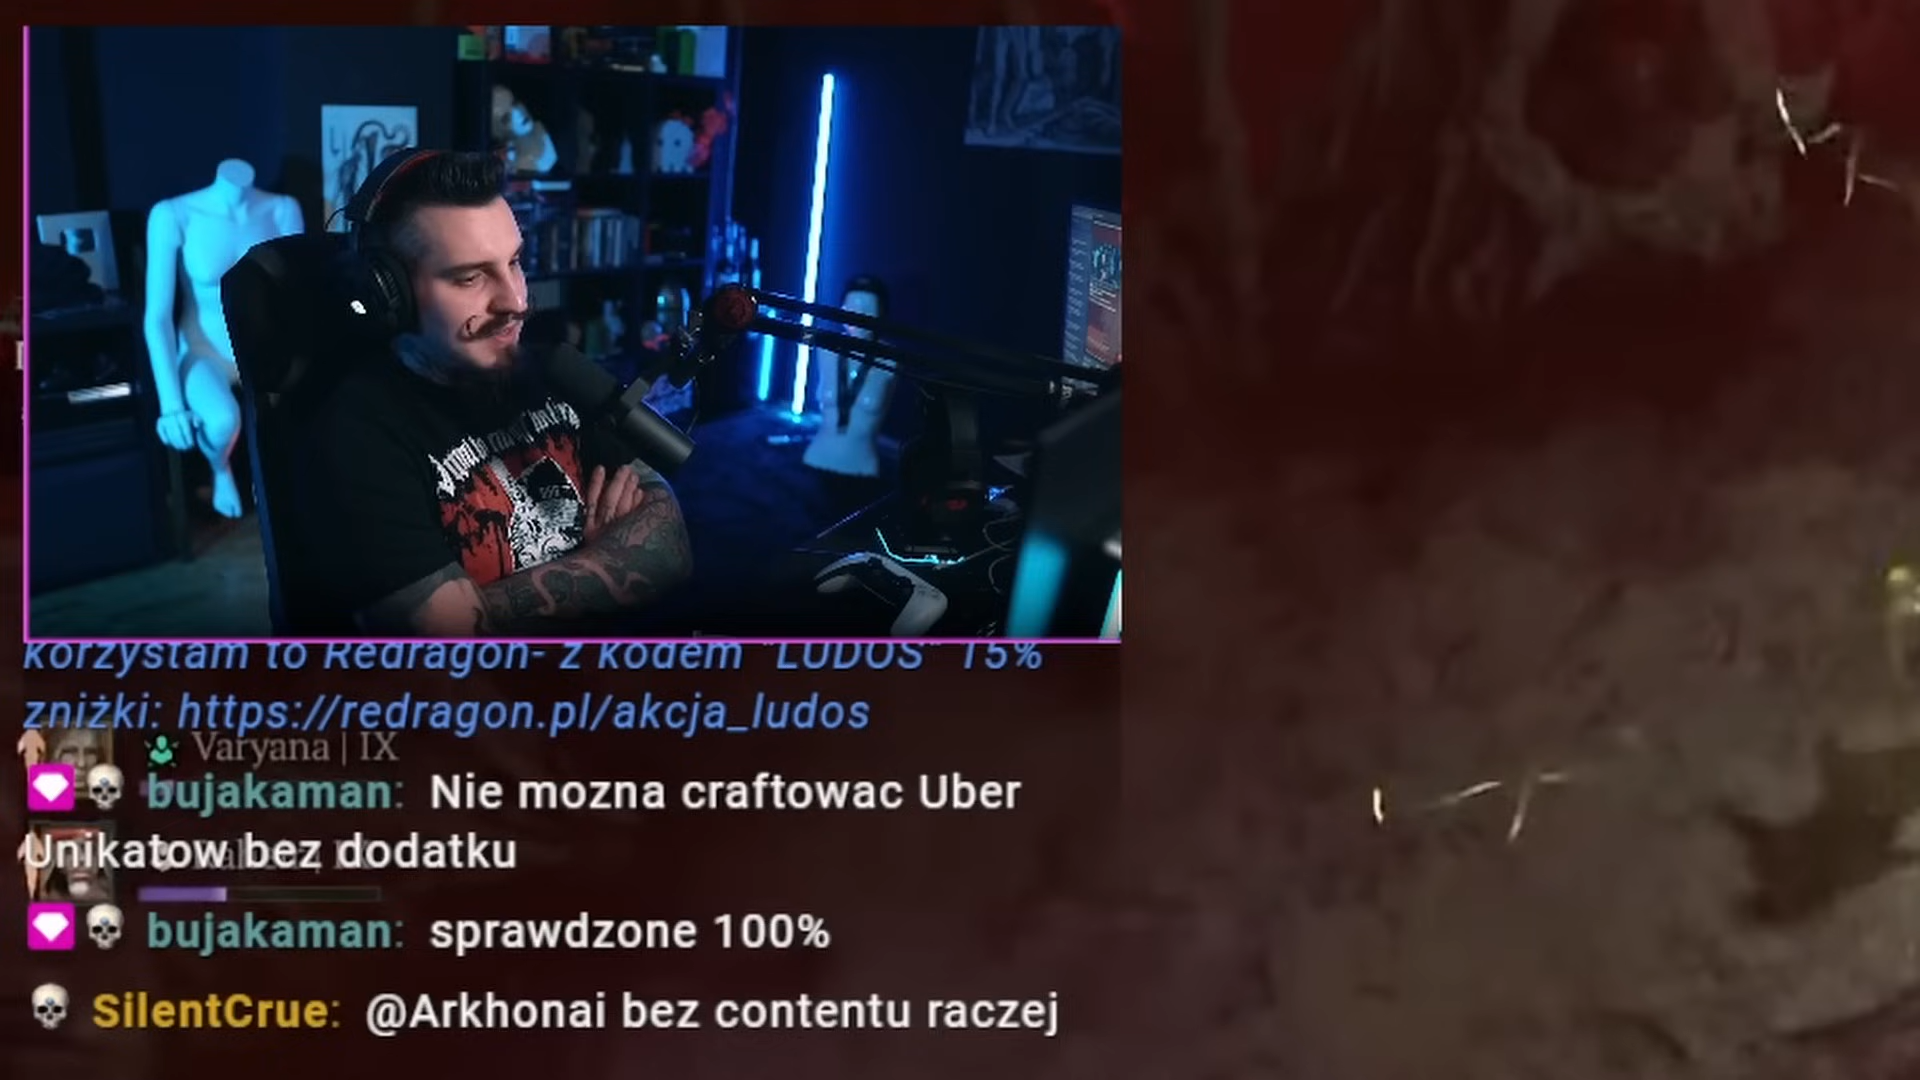 korzystam to Redragon- z kodem "LUDOS" 15%
zniżki: https://redragon.pl/akcja_ludos
Varyana | IX
bujakaman: Nie mozna craftowac Uber
Unikatow bez dodatku
bujakaman: sprawdzone 100%
SilentCrue: @Arkhonai bez contentu raczej